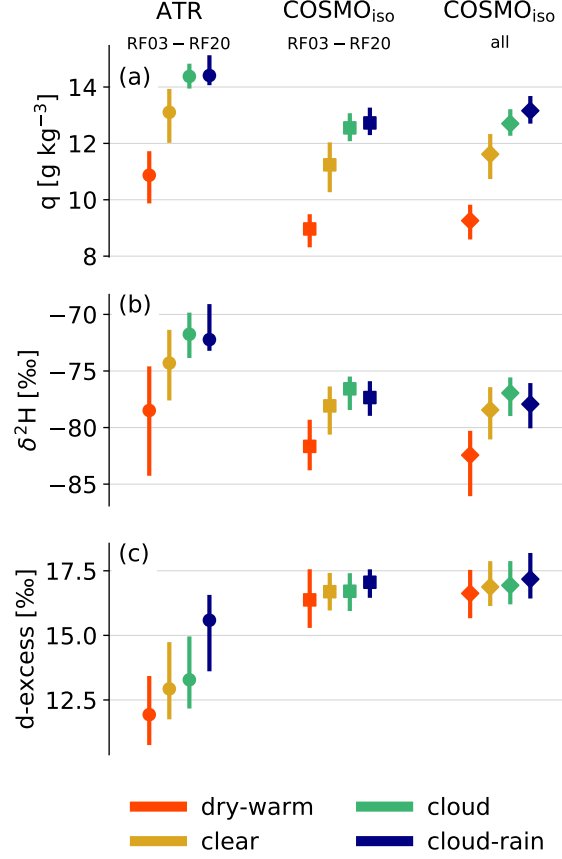 ATR COSMOiso COSMOiso
RF03−RF20 RF03−RF20 all
(a)
q [g kg−3]
14
12
10
8
(b)
δ2H [‰]
−70
−75
−80
−85
(c)
d-excess [‰]
17.5
15.0
12.5
dry-warm cloud
clear cloud-rain